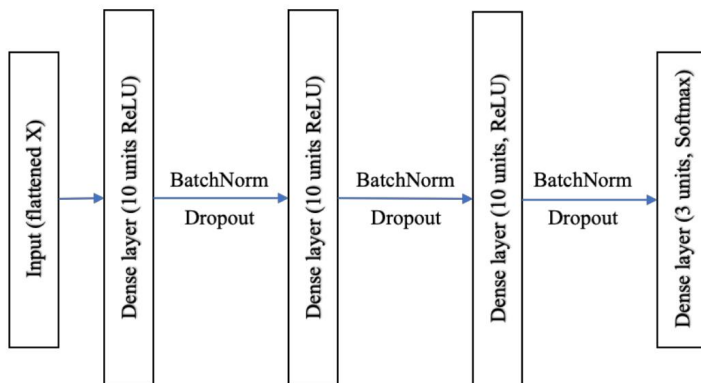 Input (flattened X)
Dense layer (10 units ReLU)
BatchNorm
Dropout
Dense layer (10 units ReLU)
BatchNorm
Dropout
Dense layer (10 units, ReLU)
BatchNorm
Dropout
Dense layer (3 units, Softmax)